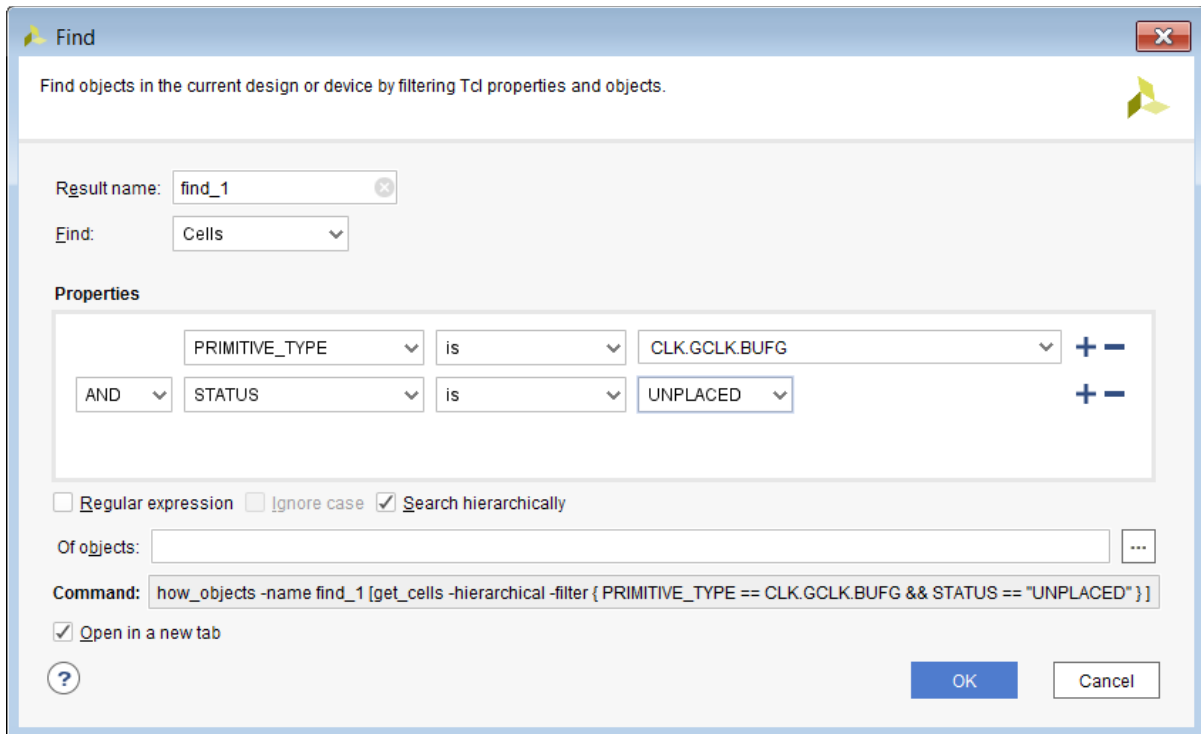 Find
Find objects in the current design or device by filtering Tcl properties and objects.
Result name: find_1
Find: Cells
Properties
PRIMITIVE_TYPE is CLK.GCLK.BUFG
AND STATUS is UNPLACED
Regular expression Ignore case Search hierarchically
Of objects: ...
Command: how_objects -name find_1 [get_cells -hierarchical -filter { PRIMITIVE_TYPE == CLK.GCLK.BUFG && STATUS == "UNPLACED" } ]
Open in a new tab
? OK Cancel